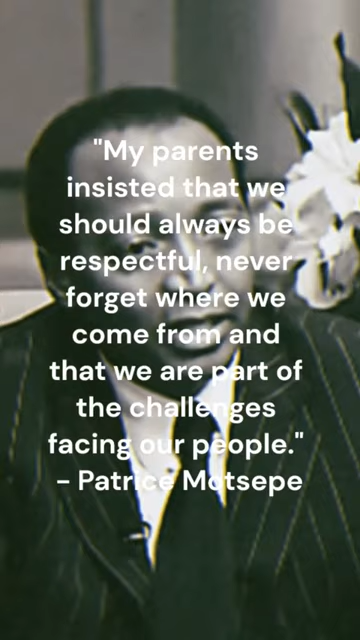 "My parents
insisted that we
should always be
respectful, never
forget where we
come from and
that we are part of
the challenges
facing our people."
- Patrice Motsepe